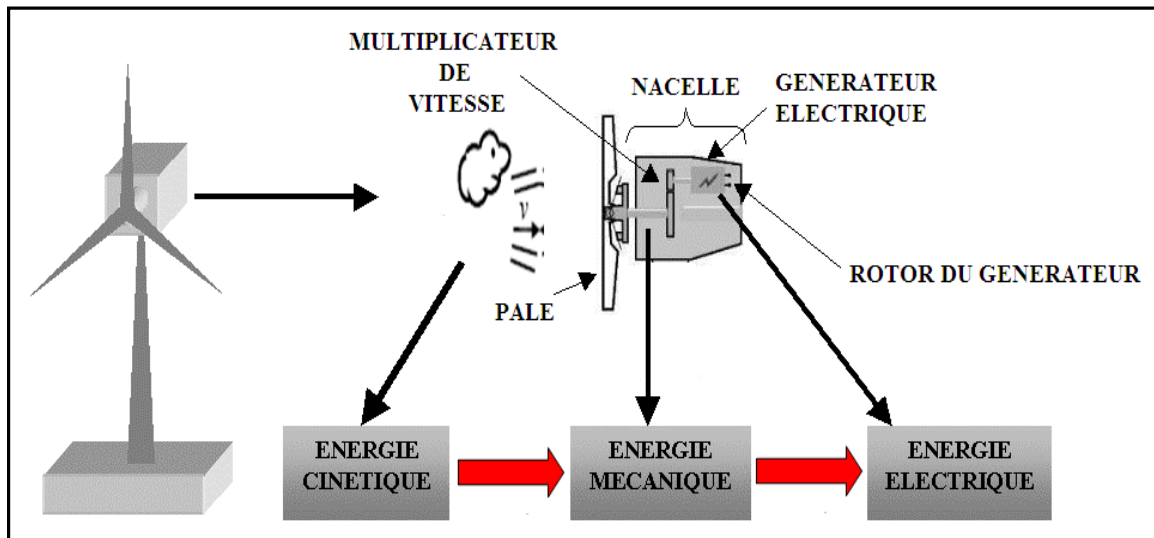 MULTIPLICATEUR
DE
VITESSE
NACELLE
GENERATEUR
ELECTRIQUE
v
PALE
ROTOR DU GENERATEUR
ENERGIE
CINETIQUE
ENERGIE
MECANIQUE
ENERGIE
ELECTRIQUE